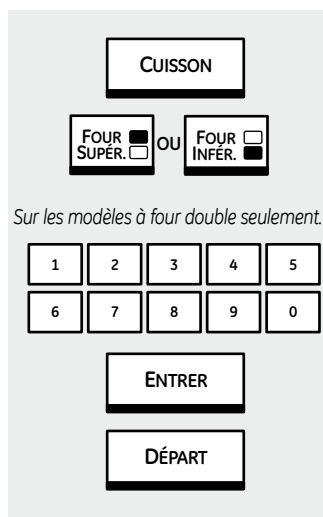 CUISSON
FOUR SUPÉR. OU FOUR INFÉR.
Sur les modèles à four double seulement.
1 2 3 4 5
6 7 8 9 0
ENTRER
DÉPART